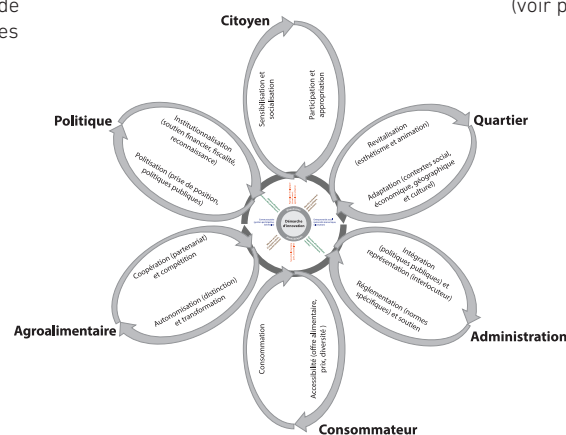 de
es
(voir p
Citoyen
Sensibilisation et
socialisation
Participation et
appropriation
Politique
Institutionnalisation
(soutien financier, fiscalité,
reconnaissance)
Politisation (prise de position,
politiques publiques)
Quartier
Revitalisation
(esthétisme et animation)
Adaptation (contextes social,
économique, géographique
et culturel)
Démarche
d'innovation
Coopération (partenariat)
et compétition
Autonomisation (distinction)
et transformation
Agroalimentaire
Intégration
(politiques publiques) et
représentation (interlocuteur)
Réglementation (normes
spécifiques) et soutien
Administration
Consommation
Accessibilité (offre alimentaire,
prix, diversité )
Consommateur